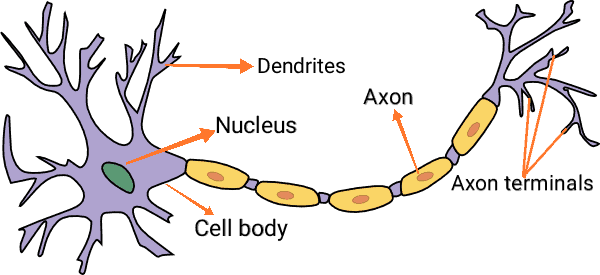 Dendrites
Axon
Nucleus
Axon terminals
Cell body